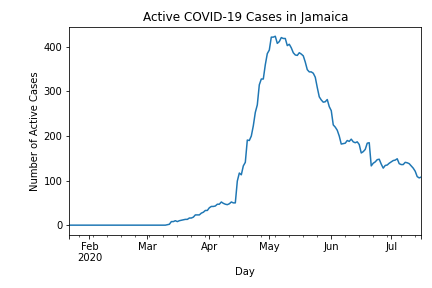 Active COVID-19 Cases in Jamaica
400
300
200
100
0
Number of Active Cases
Feb Mar Apr May Jun Jul
2020
Day